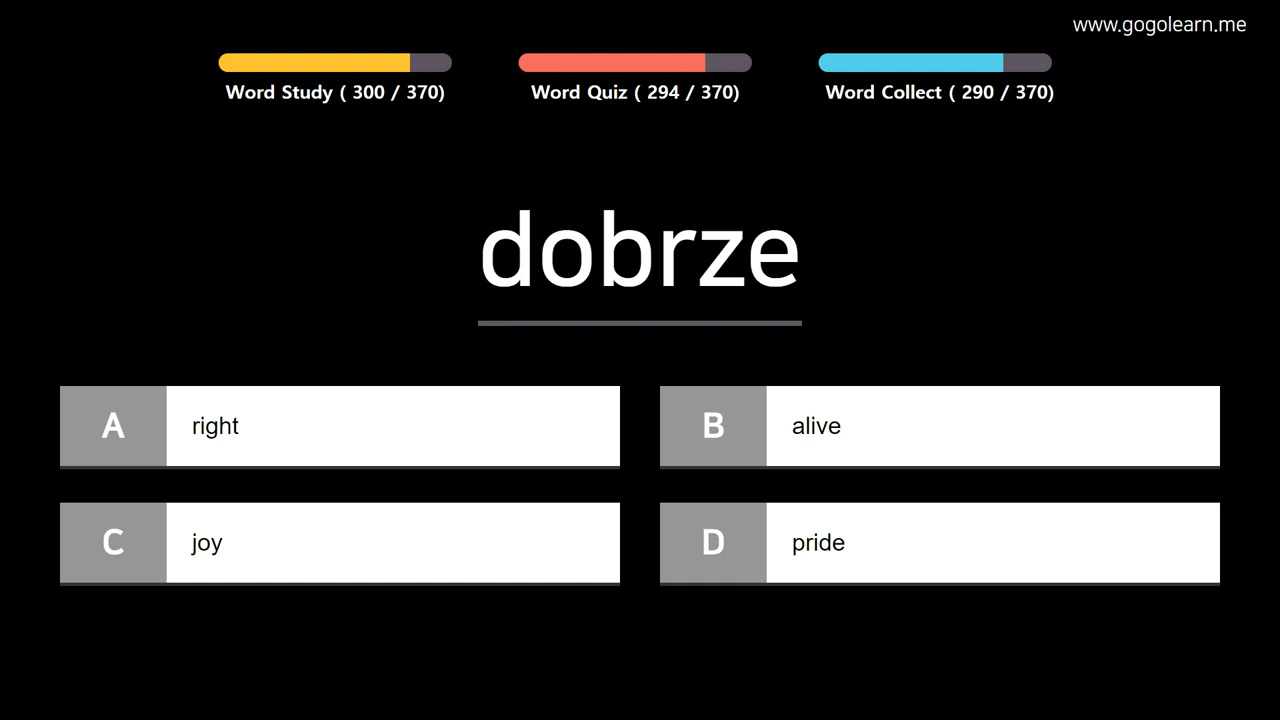 www.gogolearn.me
Word Study ( 300 / 370)
Word Quiz ( 294 / 370)
Word Collect ( 290 / 370)
dobrze
A right
B alive
C joy
D pride